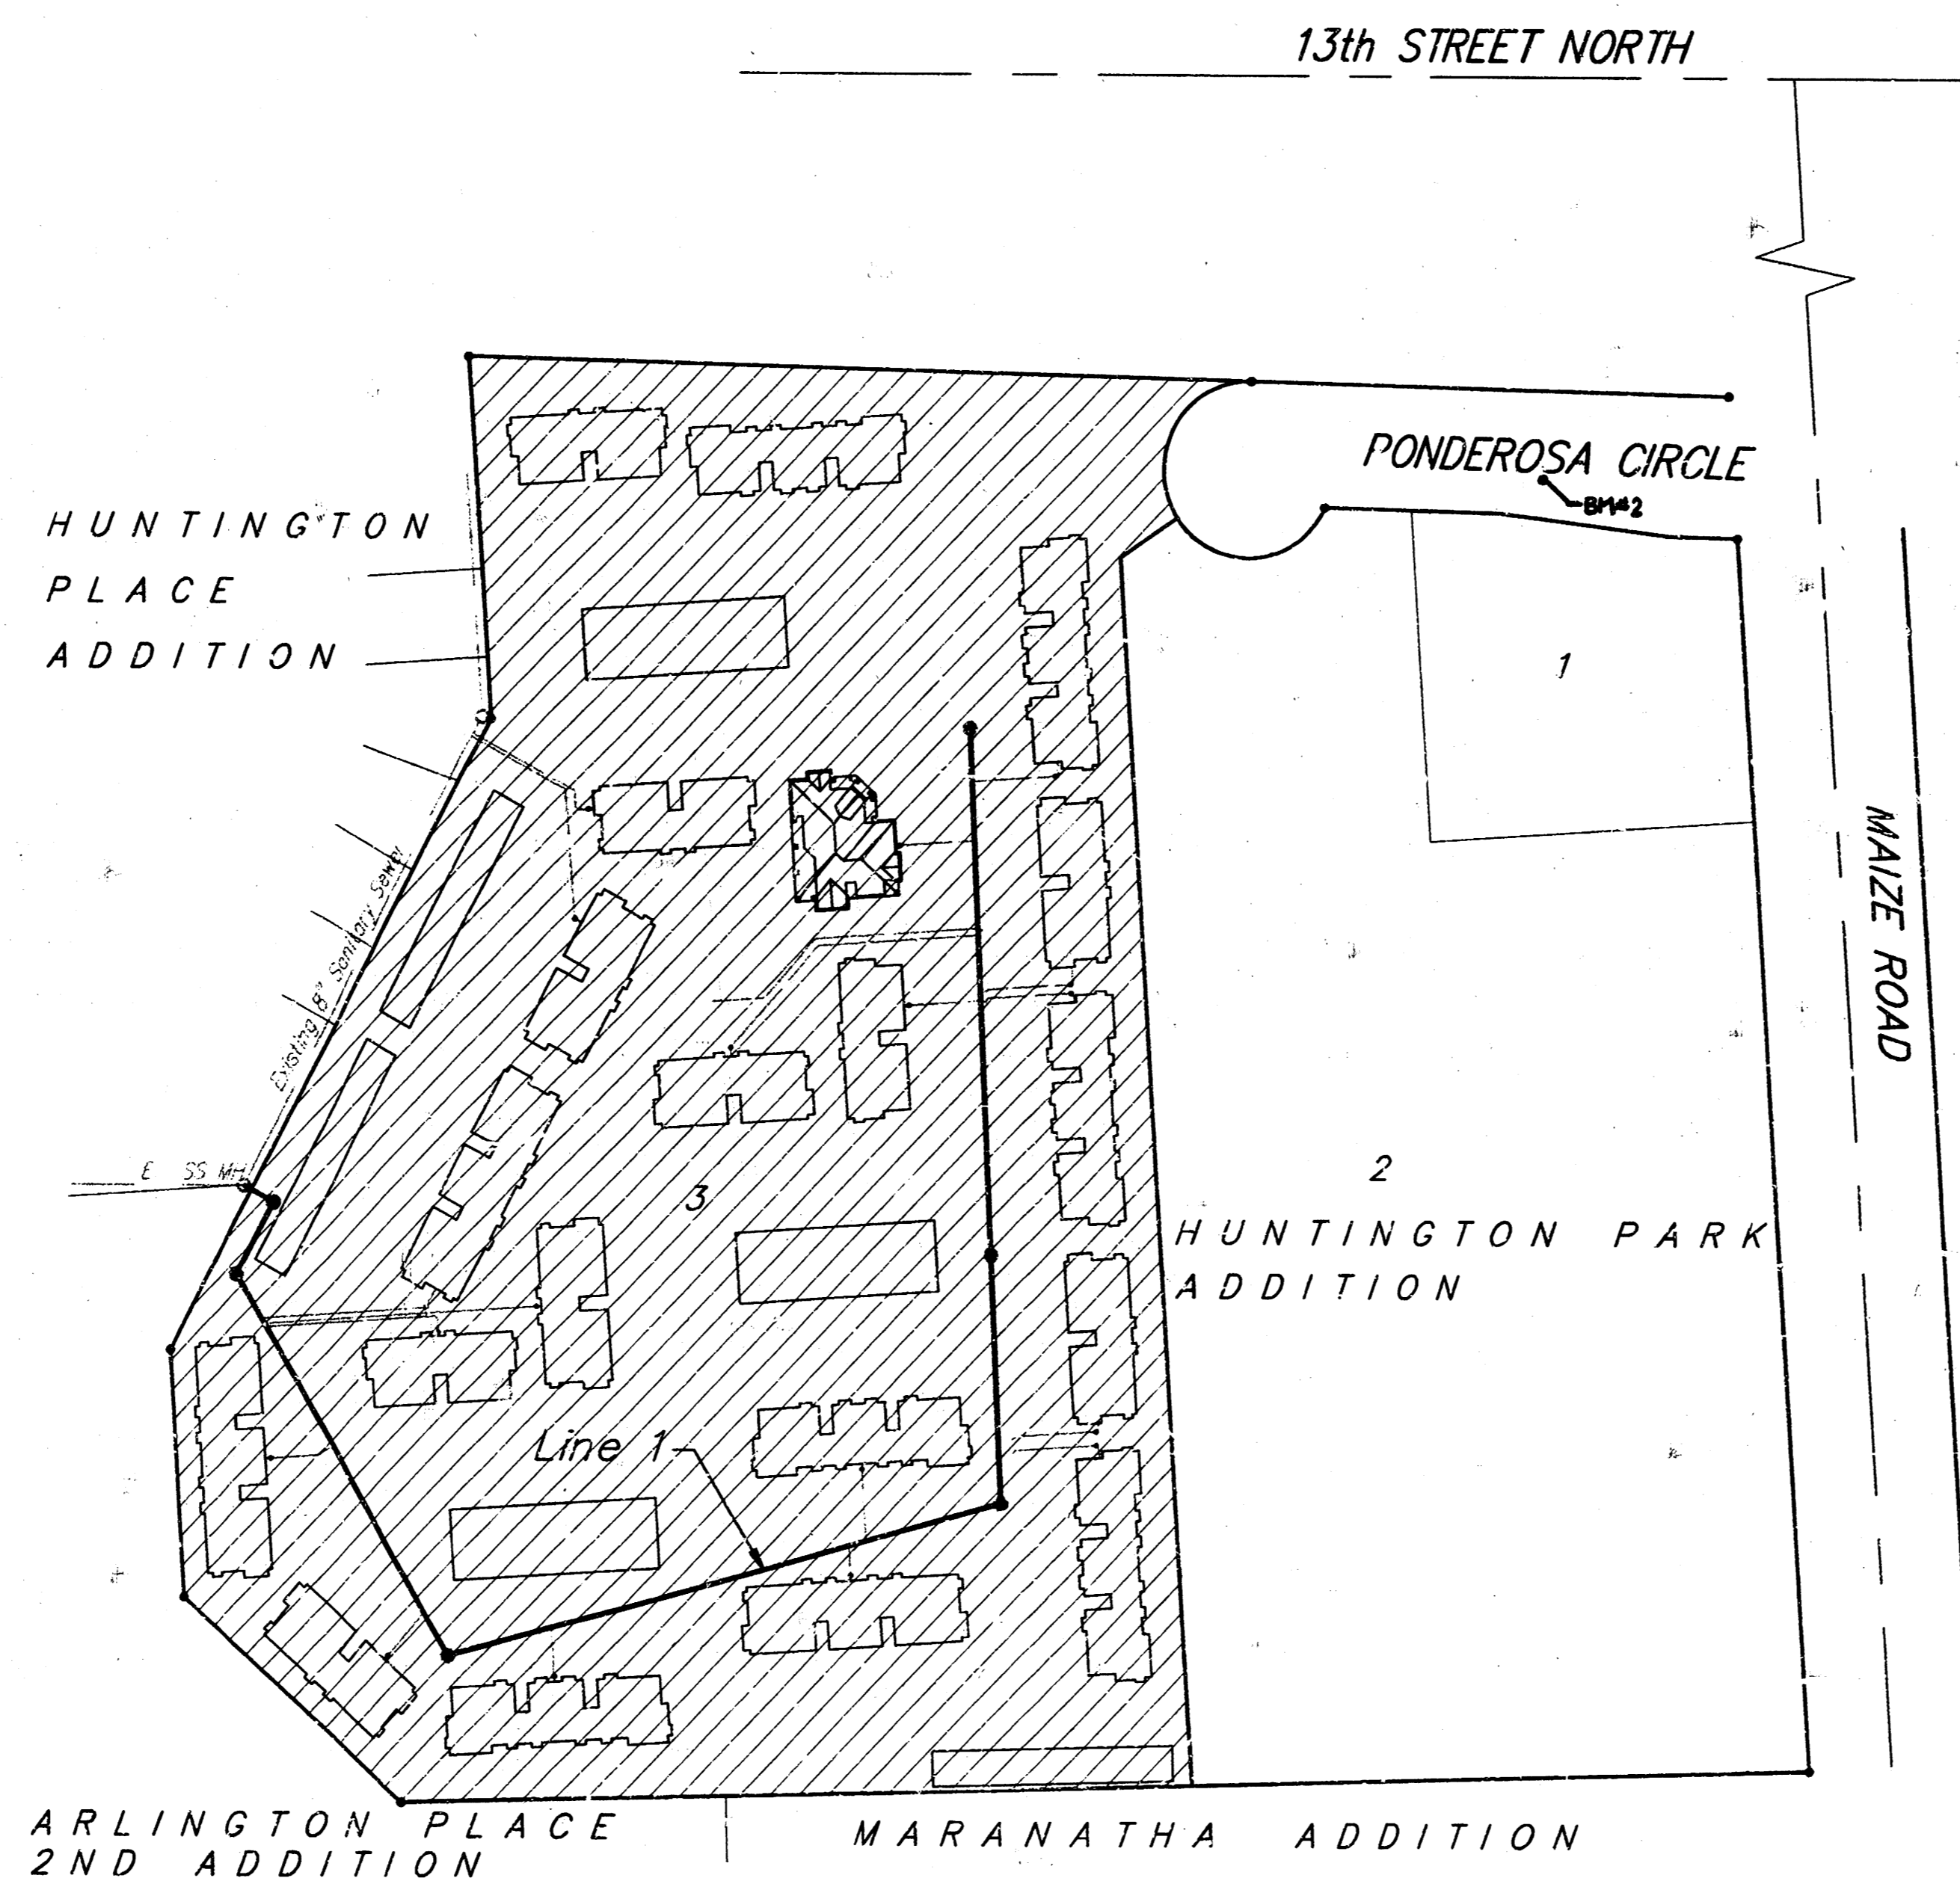 13th STREET NORTH
PONDEROSA CIRCLE
BM#2
HUNTINGTON
PLACE
ADDITION
1
MAIZE ROAD
Existing 8" Sanitary Sewer
E SS MH
3
2
HUNTINGTON PARK
ADDITION
Line 1
ARLINGTON PLACE
2ND ADDITION
MARANATHA ADDITION